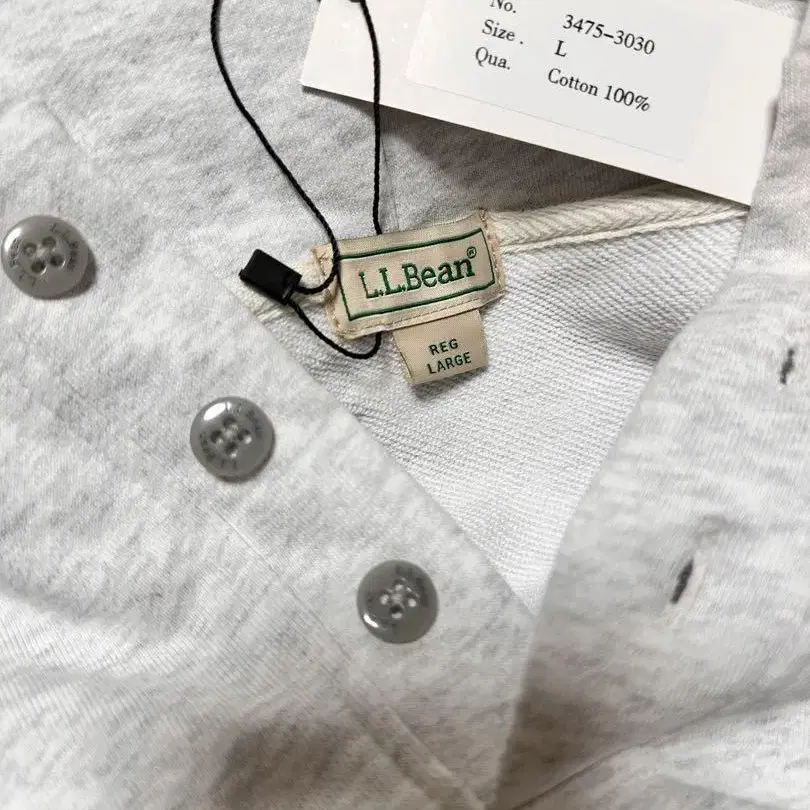 No. 3475-3030
Size. L
Qua. Cotton 100%
L.L.Bean®
REG
LARGE